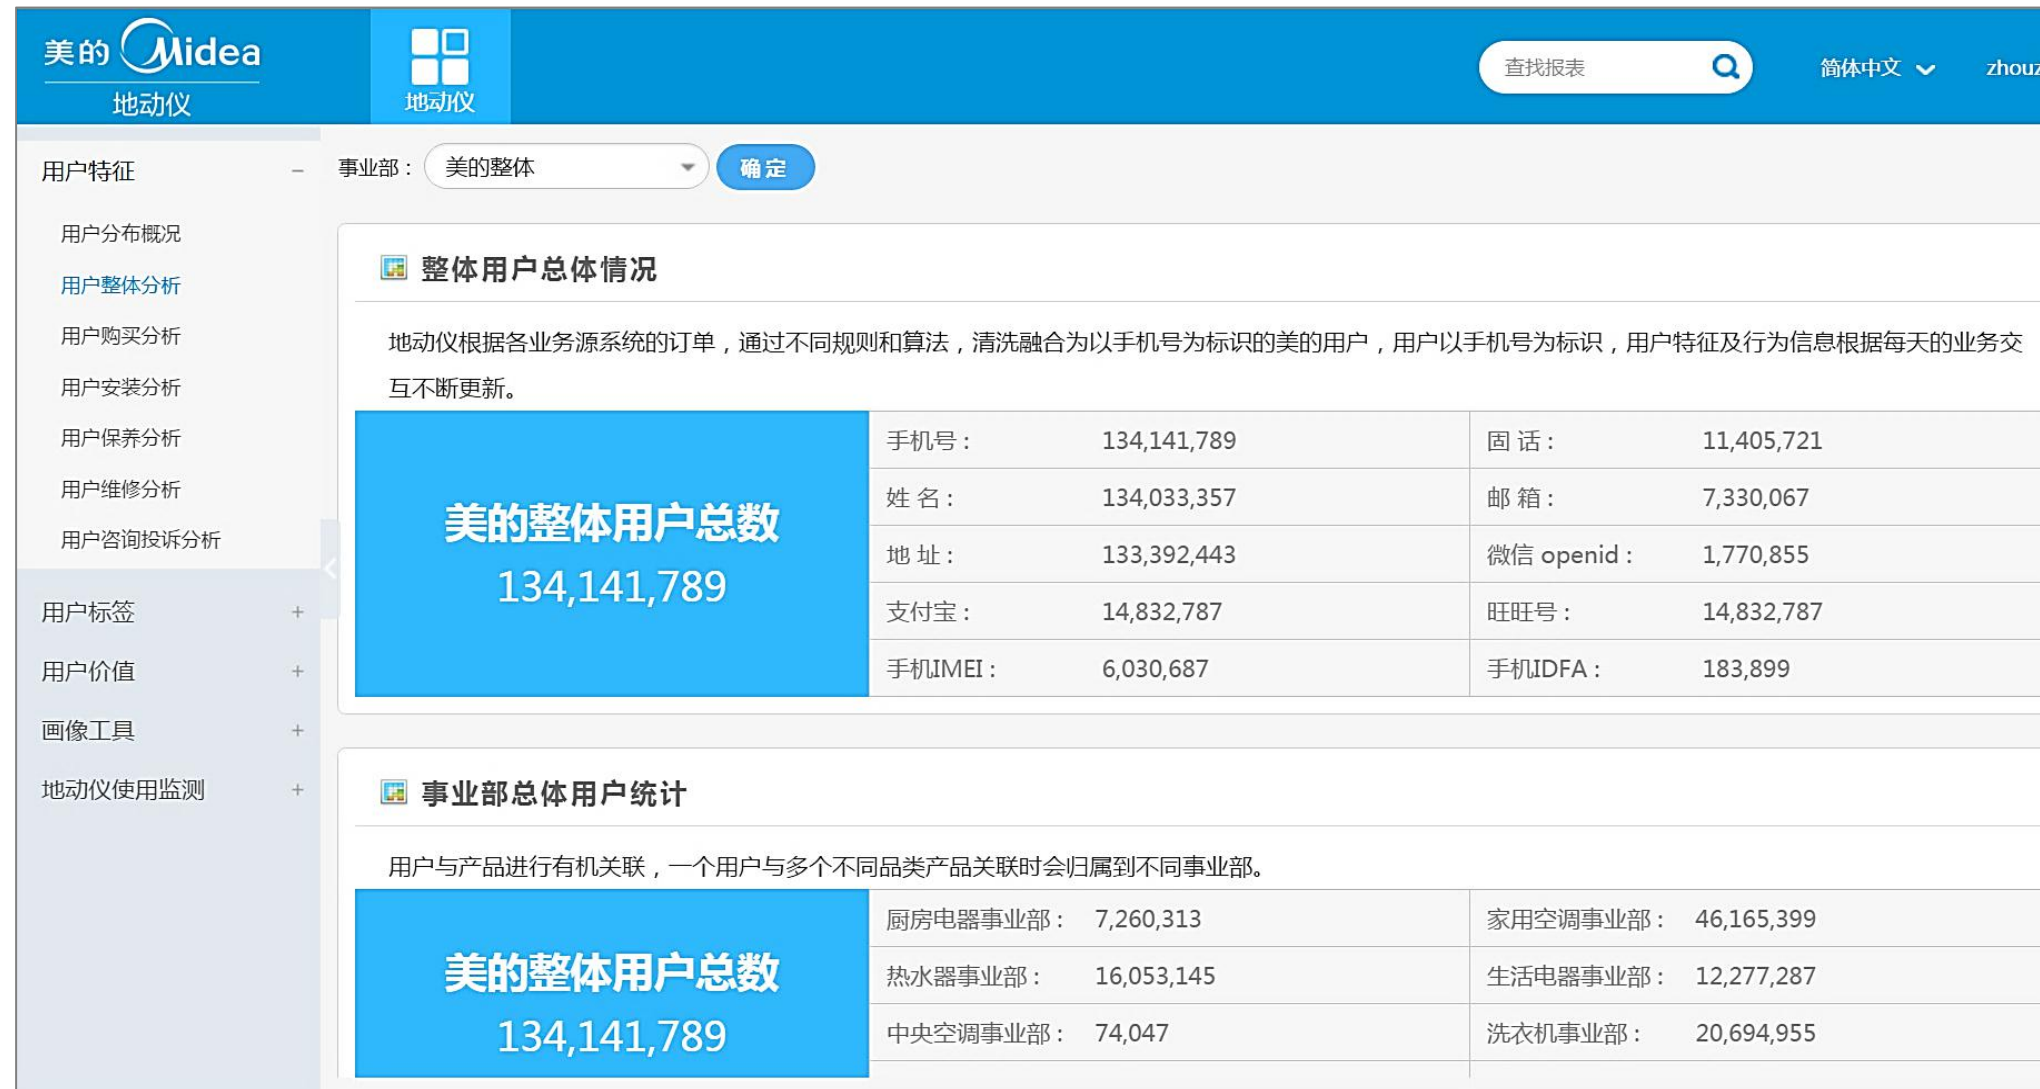 美的 Midea
地动仪
地动仪
查找报表
简体中文
zhouz
用户特征
用户分布概况
用户整体分析
用户购买分析
用户安装分析
用户保养分析
用户维修分析
用户咨询投诉分析
用户标签
用户价值
画像工具
地动仪使用监测
事业部： 美的整体 确定
整体用户总体情况
地动仪根据各业务源系统的订单，通过不同规则和算法，清洗融合为以手机号为标识的美的用户，用户以手机号为标识，用户特征及行为信息根据每天的业务交
互不断更新。
美的整体用户总数
134,141,789
手机号： 134,141,789 固 话： 11,405,721
姓 名： 134,033,357 邮 箱： 7,330,067
地 址： 133,392,443 微信 openid： 1,770,855
支付宝： 14,832,787 旺旺号： 14,832,787
手机IMEI： 6,030,687 手机IDFA： 183,899
事业部总体用户统计
用户与产品进行有机关联，一个用户与多个不同品类产品关联时会归属到不同事业部。
美的整体用户总数
134,141,789
厨房电器事业部： 7,260,313 家用空调事业部： 46,165,399
热水器事业部： 16,053,145 生活电器事业部： 12,277,287
中央空调事业部： 74,047 洗衣机事业部： 20,694,955